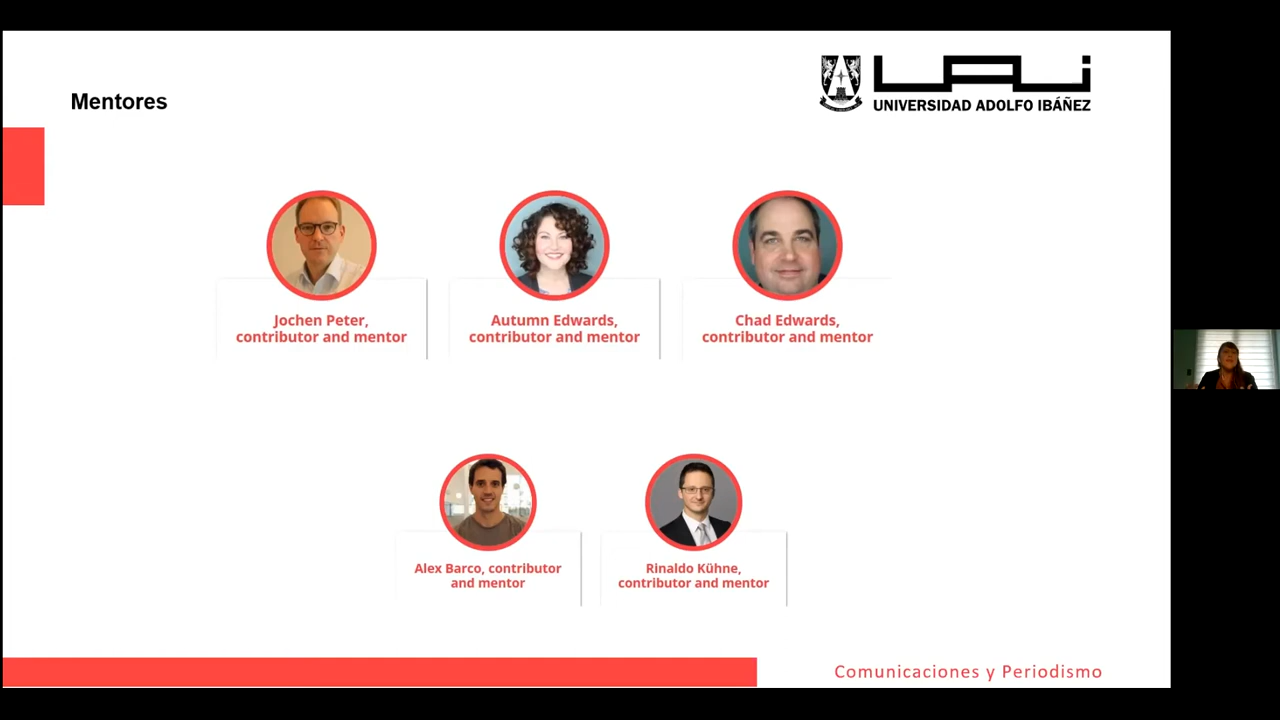 Mentores
UNIVERSIDAD ADOLFO IBÁÑEZ
Jochen Peter,
contributor and mentor
Autumn Edwards,
contributor and mentor
Chad Edwards,
contributor and mentor
Alex Barco, contributor
and mentor
Rinaldo Kühne,
contributor and mentor
Comunicaciones y Periodismo